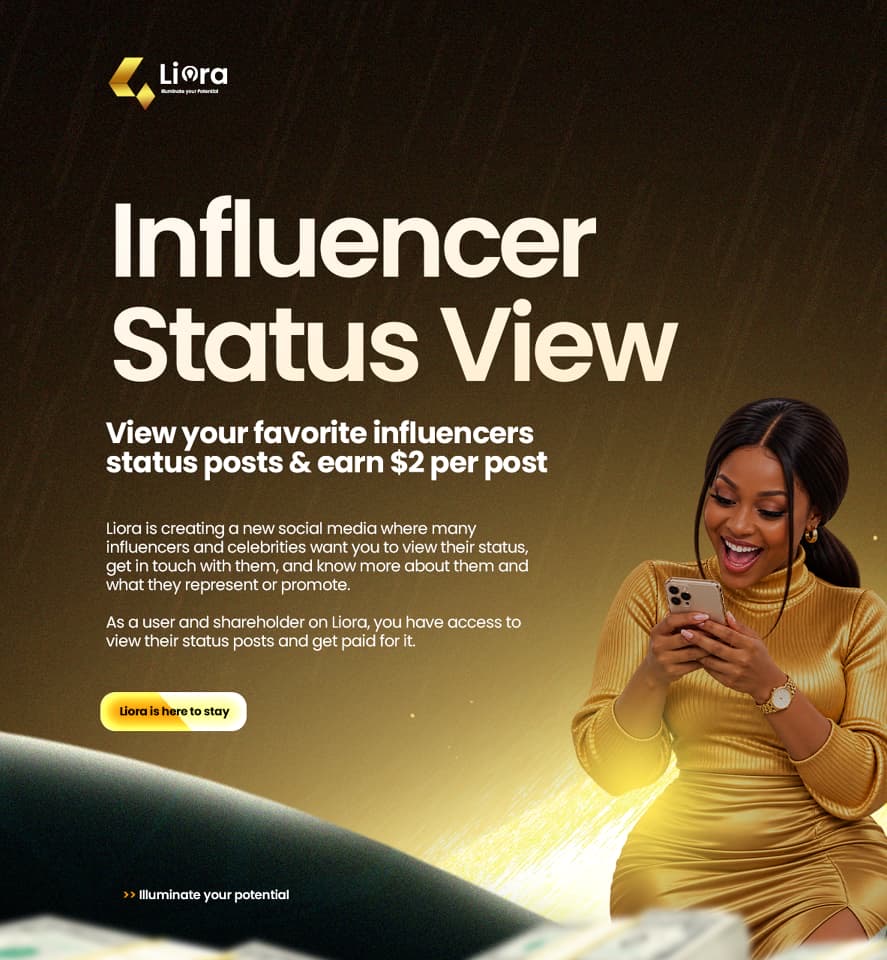 Liora
Illuminate your Potential
Influencer
Status View
View your favorite influencers
status posts & earn $2 per post
Liora is creating a new social media where many
influencers and celebrities want you to view their status,
get in touch with them, and know more about them and
what they represent or promote.
As a user and shareholder on Liora, you have access to
view their status posts and get paid for it.
Liora is here to stay
>> Illuminate your potential